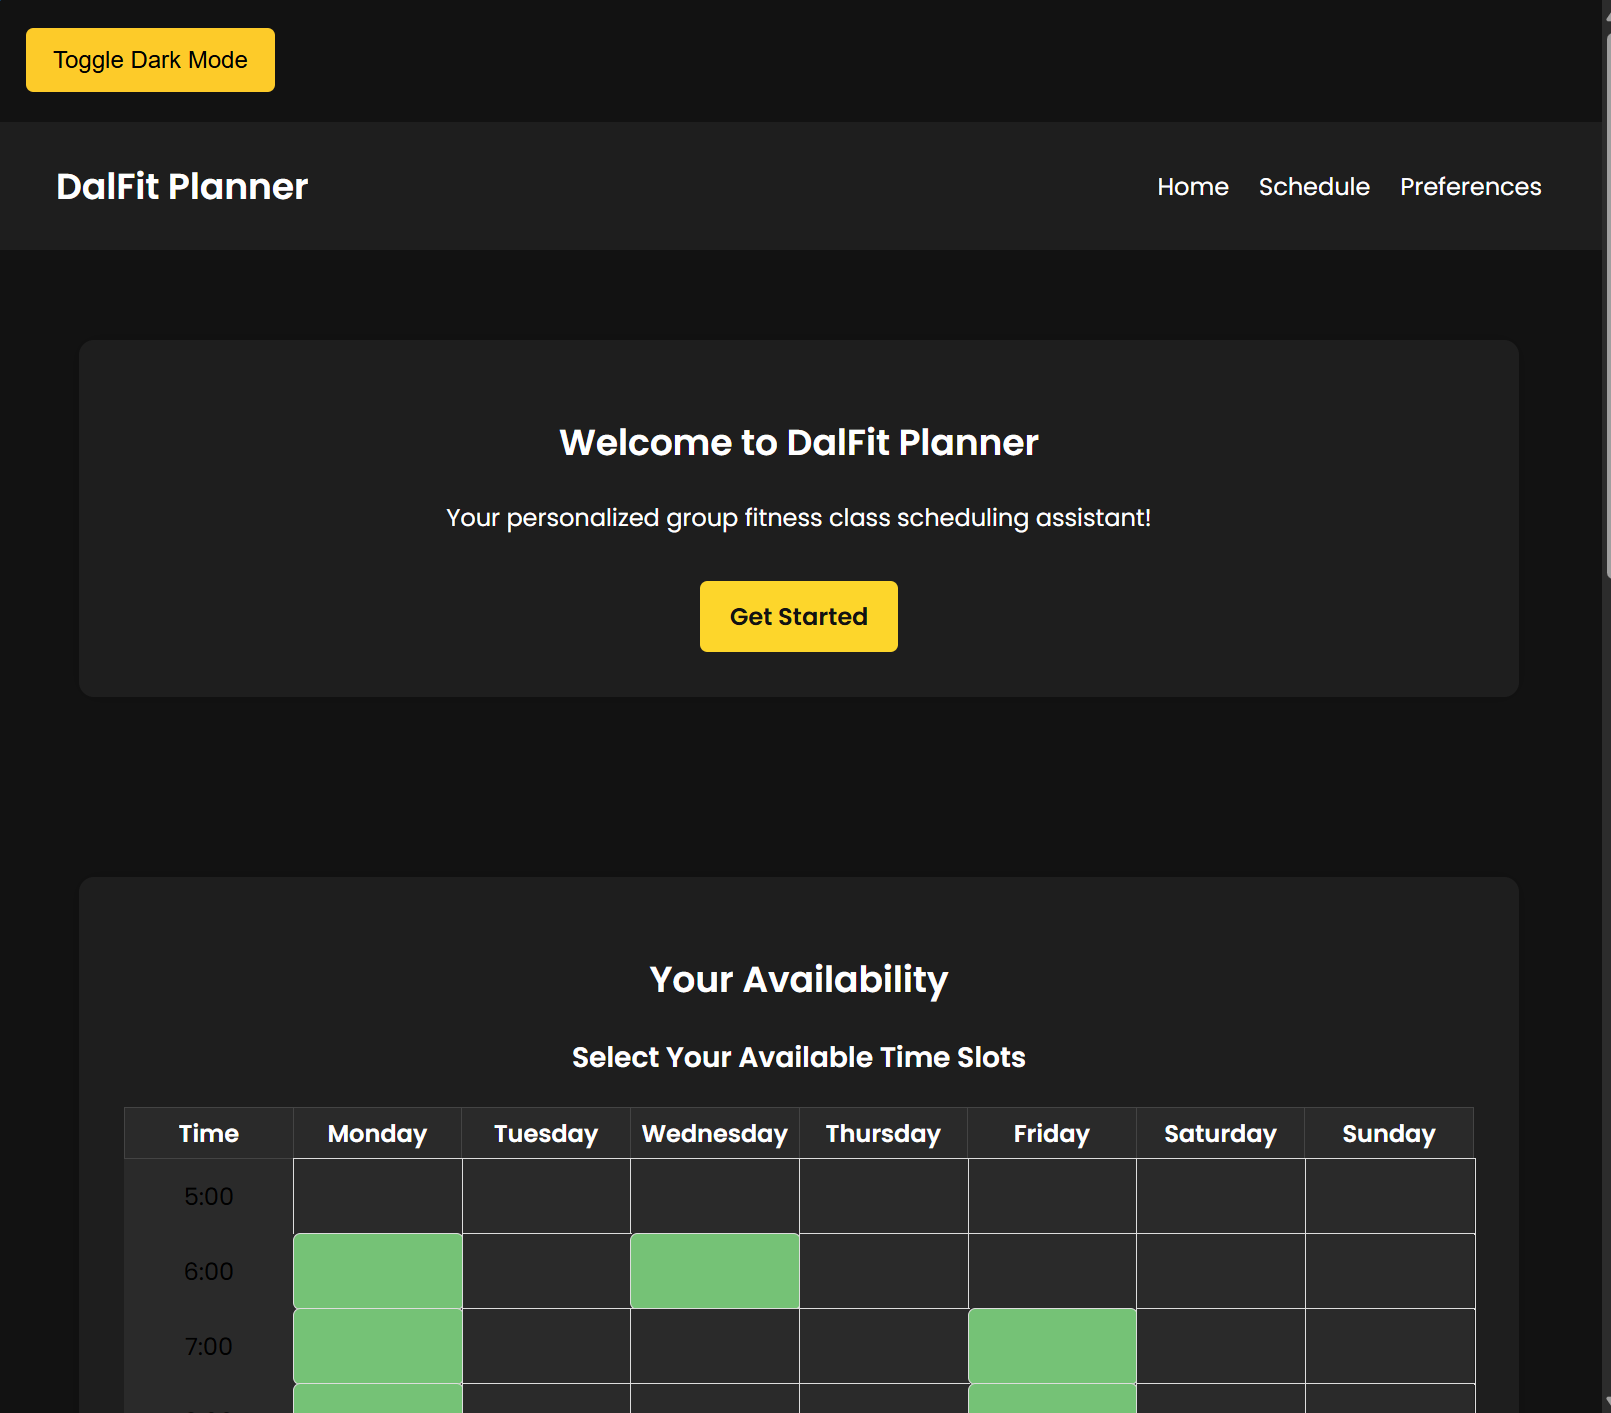 Toggle Dark Mode
DalFit Planner
Home Schedule Preferences
Welcome to DalFit Planner
Your personalized group fitness class scheduling assistant!
Get Started
Your Availability
Select Your Available Time Slots
Time Monday Tuesday Wednesday Thursday Friday Saturday Sunday
5:00
6:00
7:00